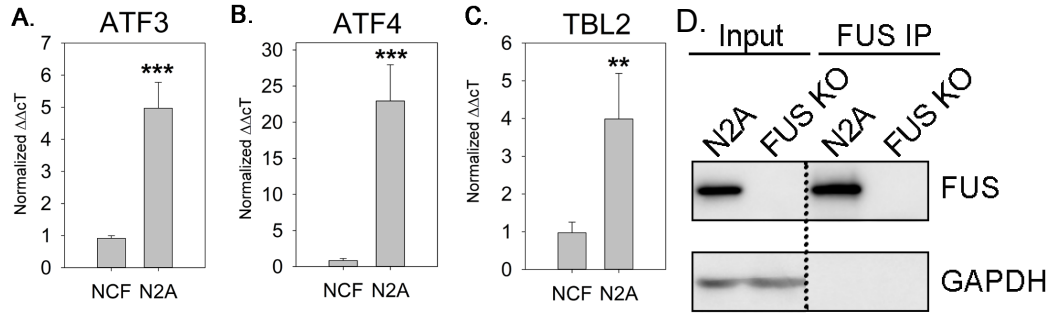 A.
ATF3
Normalized ΔΔcT
7
6
5
4
3
2
1
0
***
NCF N2A
B.
ATF4
Normalized ΔΔcT
30
25
20
15
10
5
0
***
NCF N2A
C.
TBL2
Normalized ΔΔcT
6
5
4
3
2
1
0
**
NCF N2A
D.
Input FUS IP
N2A FUS KO N2A FUS KO
FUS
GAPDH